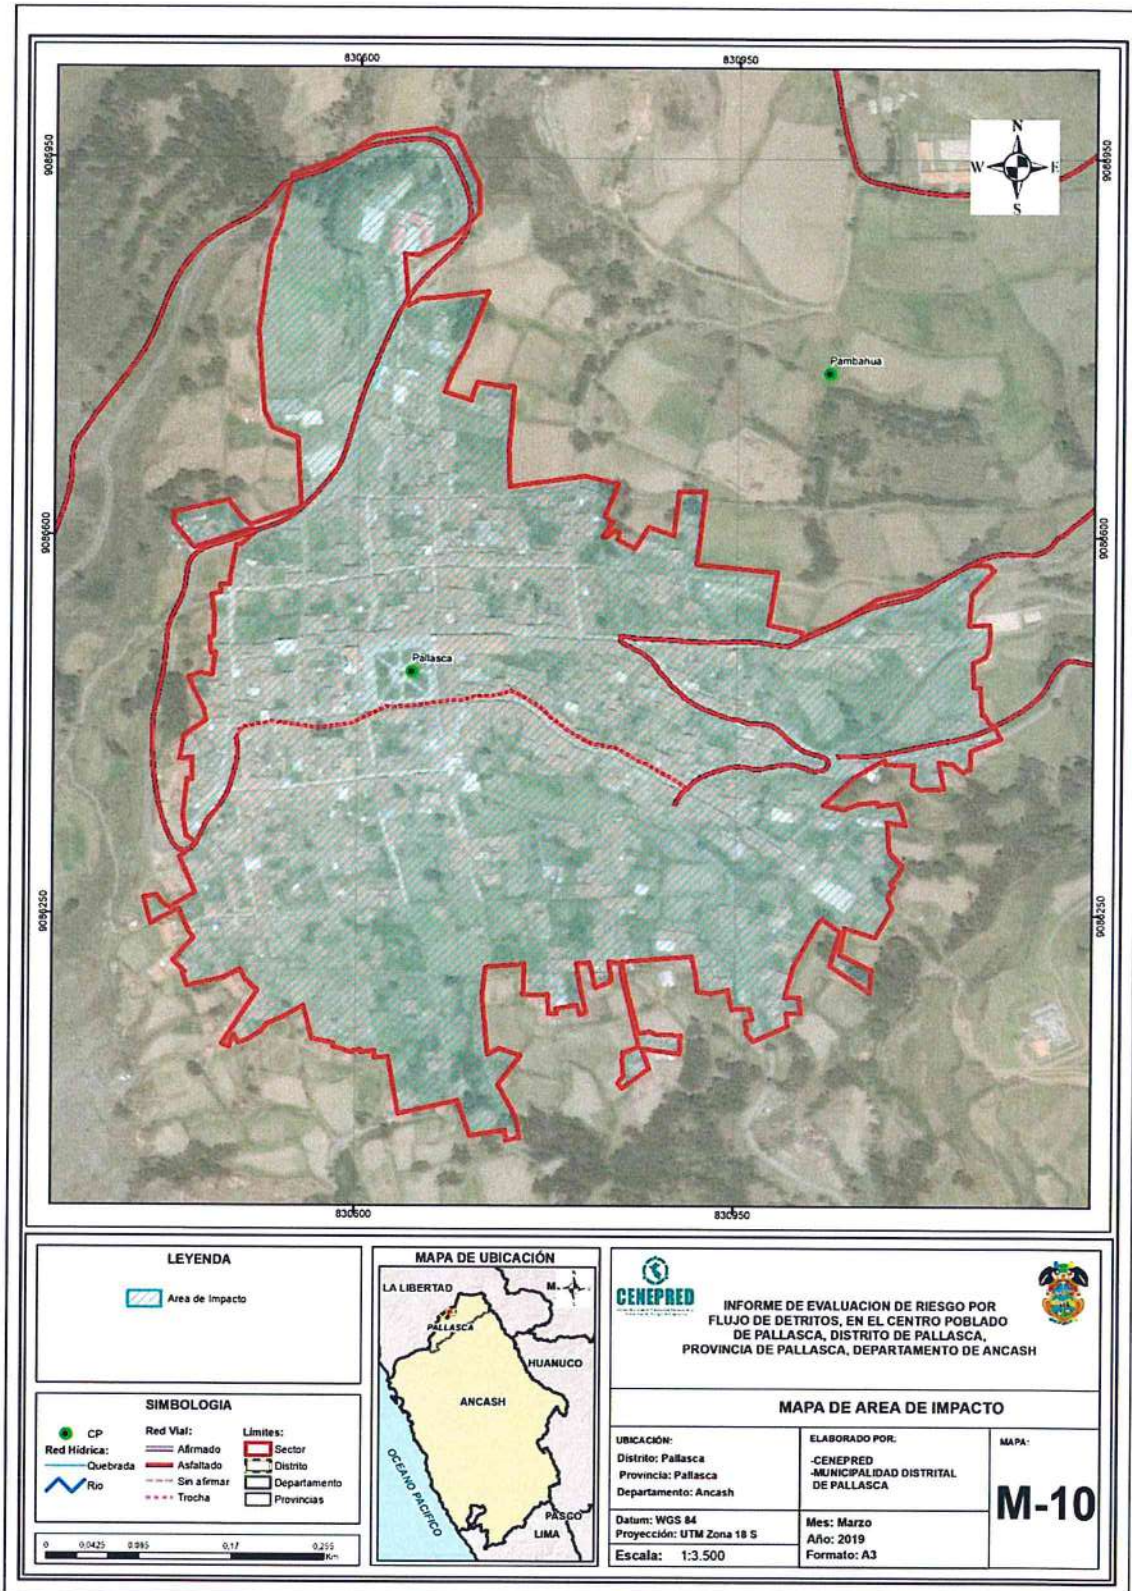 830600
830950
9086950
9086950
N
W
E
S
Pambahua
9086600
9086600
Pallasca
9086250
9086250
830600
830950
LEYENDA
Area de Impacto
SIMBOLOGIA
CP
Red Hídrica:
Quebrada
Rio
Red Vial:
Afirmado
Asfaltado
Sin afirmar
Trocha
Límites:
Sector
Distrito
Departamento
Provincias
0 0,0425 0.085 0,17 0,255
Km
MAPA DE UBICACIÓN
LA LIBERTAD
PALLASCA
HUANUCO
ANCASH
OCEANO PACIFICO
PASCO
LIMA
CENEPRED
INFORME DE EVALUACION DE RIESGO POR
FLUJO DE DETRITOS, EN EL CENTRO POBLADO
DE PALLASCA, DISTRITO DE PALLASCA,
PROVINCIA DE PALLASCA, DEPARTAMENTO DE ANCASH
MAPA DE AREA DE IMPACTO
UBICACIÓN:
Distrito: Pallasca
Provincia: Pallasca
Departamento: Ancash
Datum: WGS 84
Proyección: UTM Zona 18 S
Escala: 1:3.500
ELABORADO POR:
-CENEPRED
-MUNICIPALIDAD DISTRITAL
DE PALLASCA
Mes: Marzo
Año: 2019
Formato: A3
MAPA:
M-10